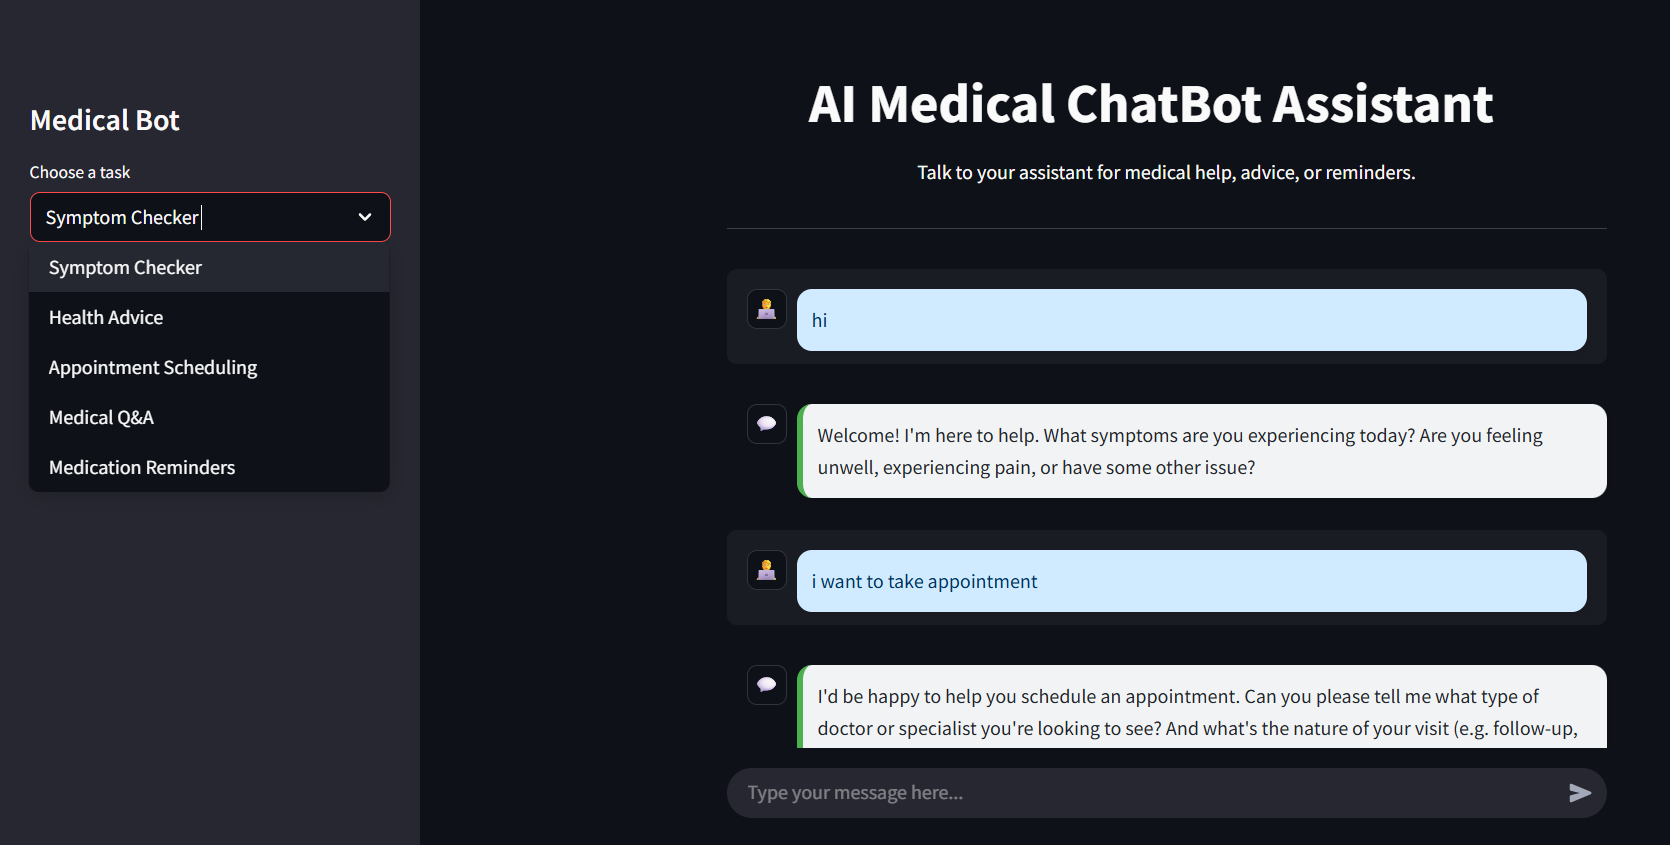 Medical Bot
Choose a task
Symptom Checker
Symptom Checker
Health Advice
Appointment Scheduling
Medical Q&A
Medication Reminders
AI Medical ChatBot Assistant
Talk to your assistant for medical help, advice, or reminders.
hi
Welcome! I'm here to help. What symptoms are you experiencing today? Are you feeling
unwell, experiencing pain, or have some other issue?
i want to take appointment
I'd be happy to help you schedule an appointment. Can you please tell me what type of
doctor or specialist you're looking to see? And what's the nature of your visit (e.g. follow-up,
Type your message here...